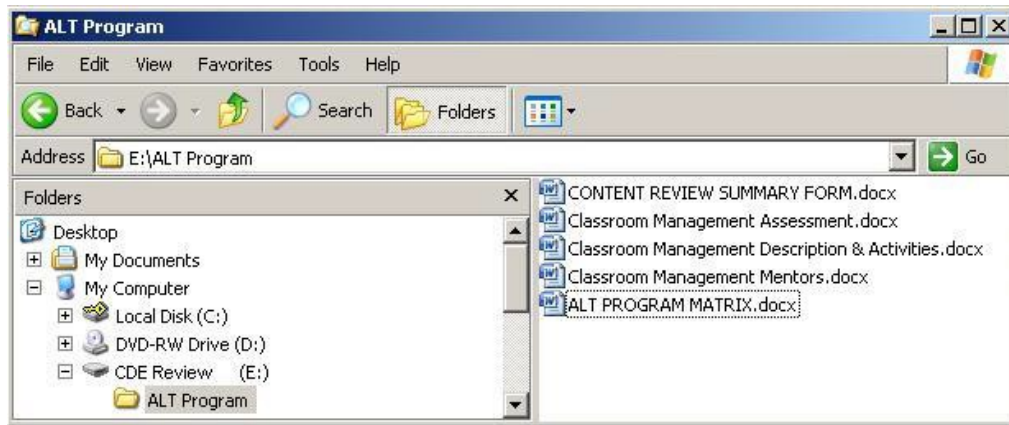 ALT Program
File Edit View Favorites Tools Help
Back Search Folders
Address E:\ALT Program Go
Folders
Desktop
My Documents
My Computer
Local Disk (C:)
DVD-RW Drive (D:)
CDE Review (E:)
ALT Program
CONTENT REVIEW SUMMARY FORM.docx
Classroom Management Assessment.docx
Classroom Management Description & Activities.docx
Classroom Management Mentors.docx
ALT PROGRAM MATRIX.docx